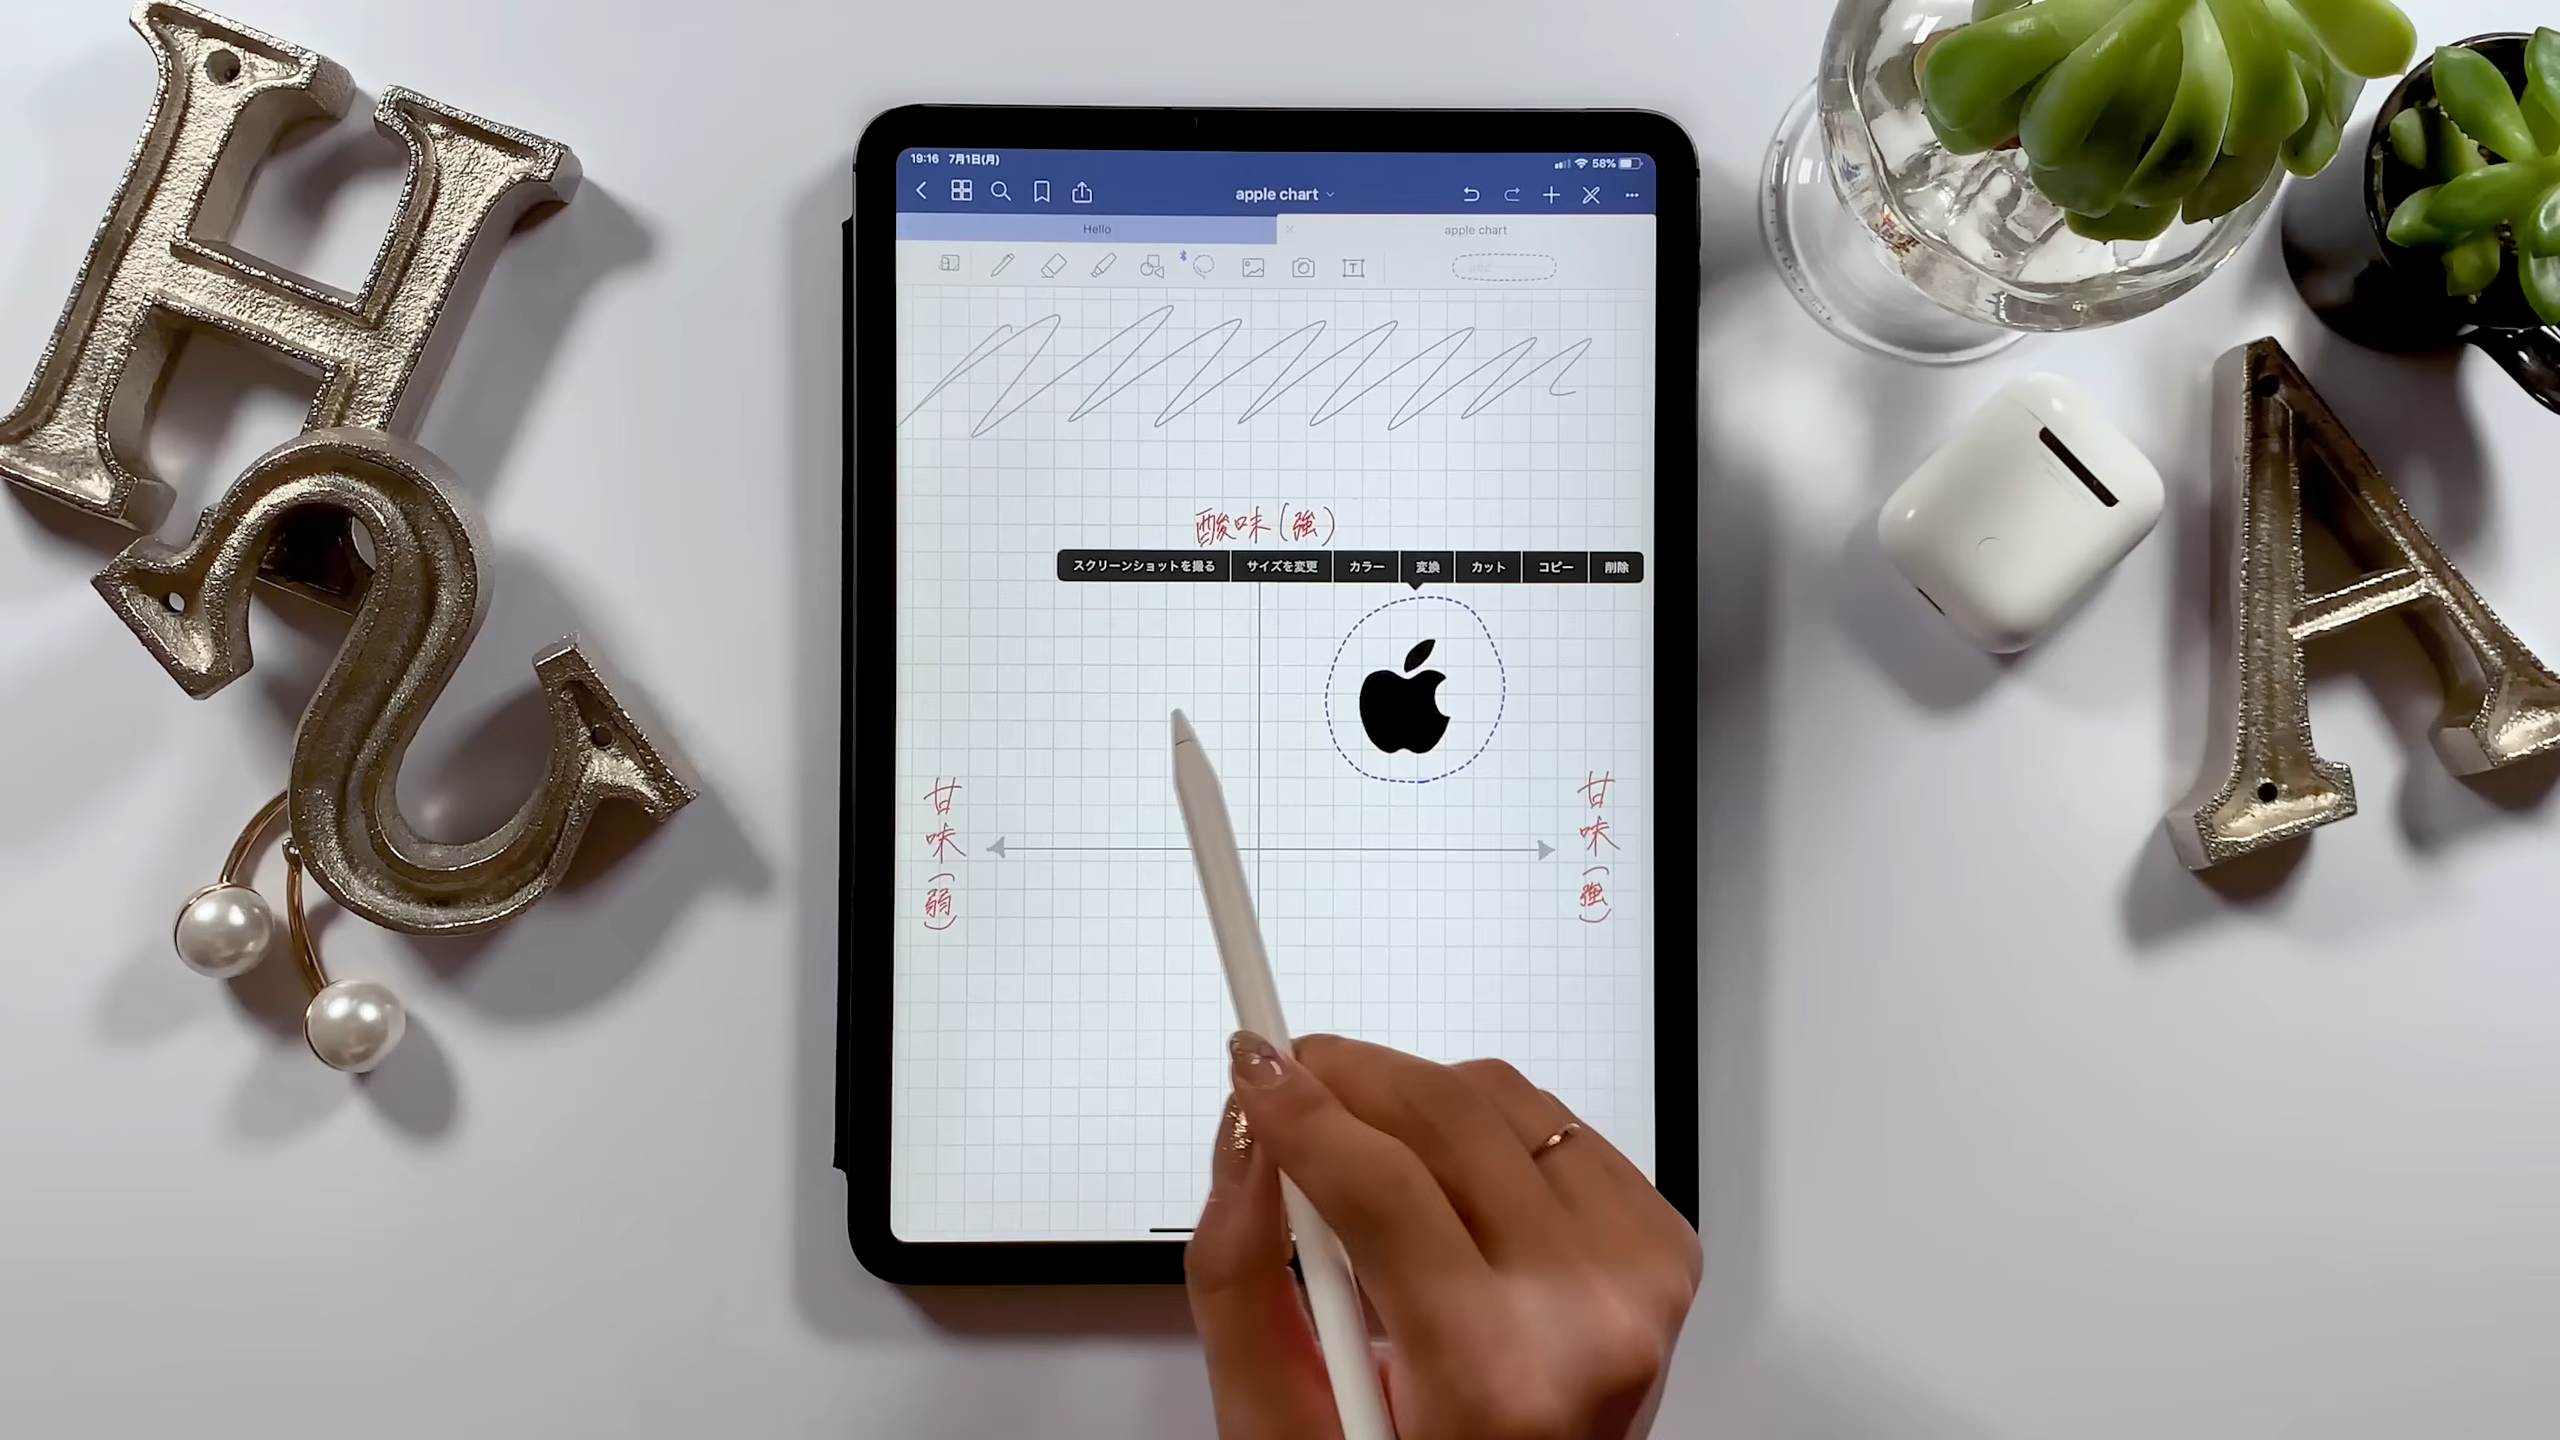 H
S
A
19:16 7月1日(月)
58%
apple chart
Hello
apple chart
T
酸味(強)
スクリーンショットを撮る サイズを変更 カラー 変換 カット コピー 削除
甘味(弱)
甘味(強)